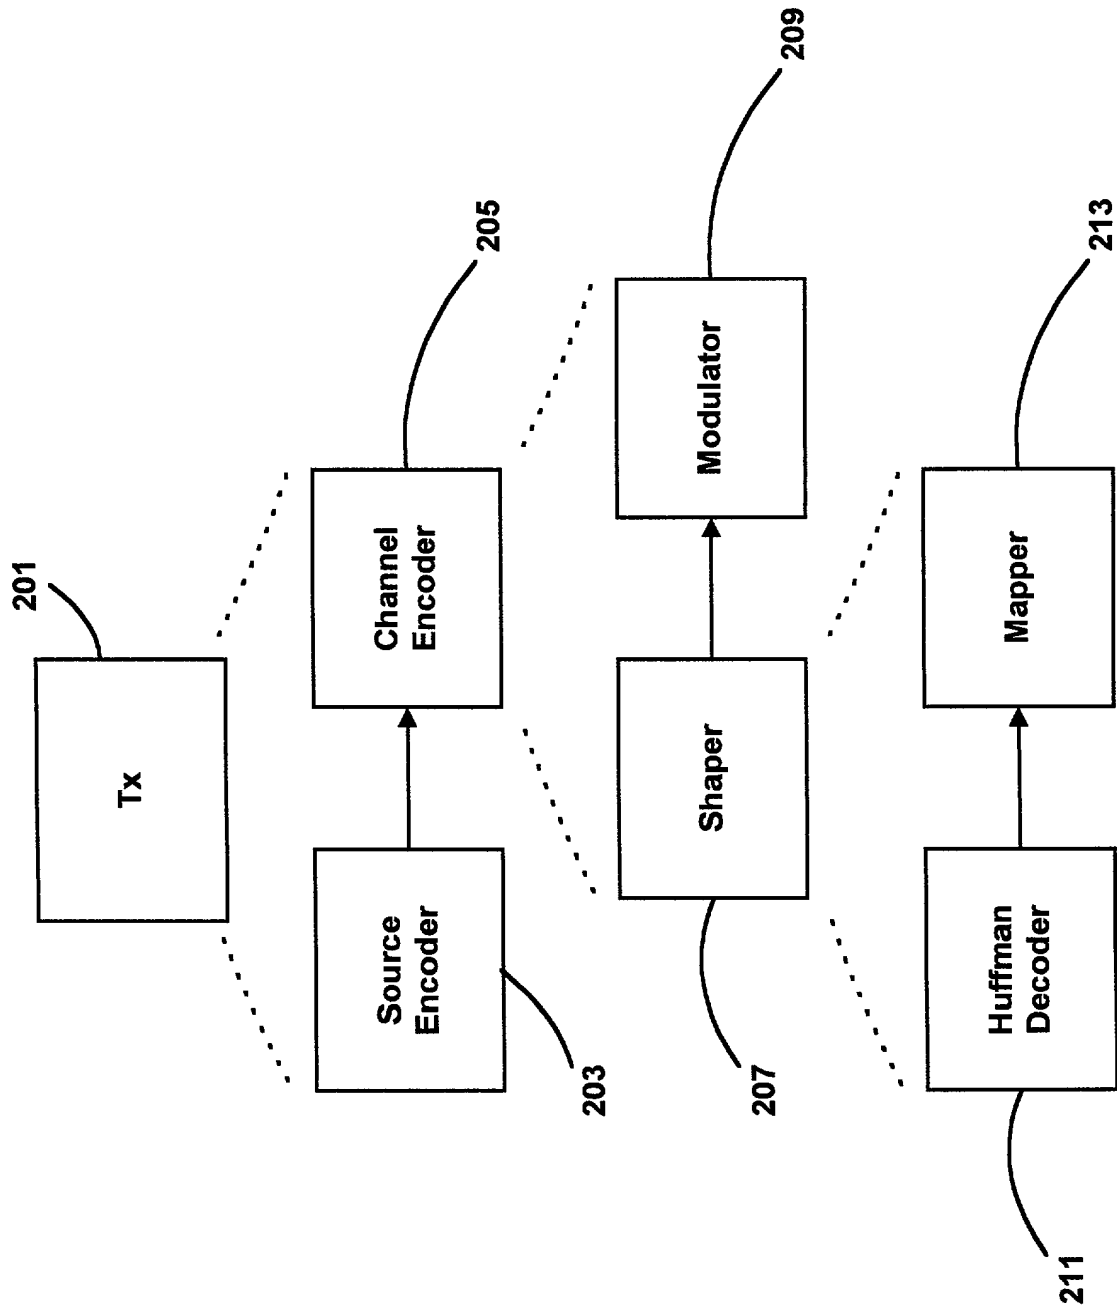 Tx
201
Source
Encoder
203
Channel
Encoder
205
Shaper
207
Modulator
209
Huffman
Decoder
211
Mapper
213